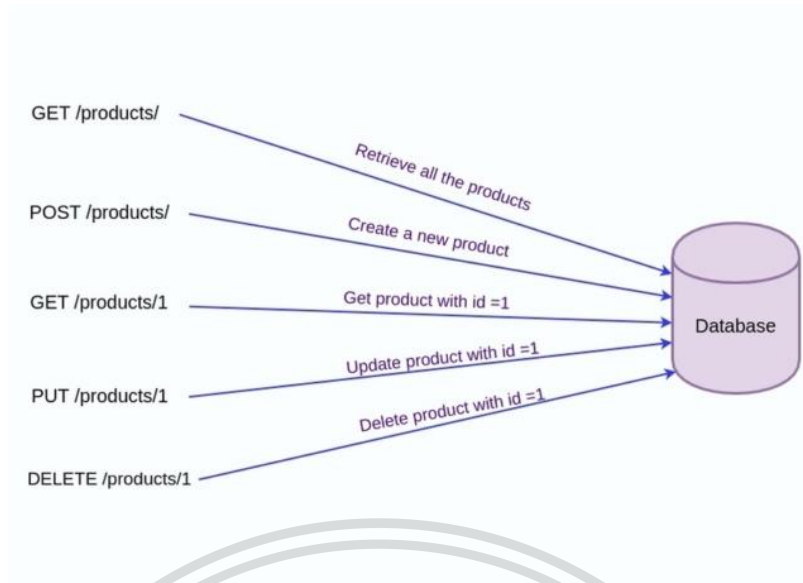 GET /products/
Retrieve all the products
POST /products/
Create a new product
GET /products/1
Get product with id =1
Database
PUT /products/1
Update product with id =1
DELETE /products/1
Delete product with id =1